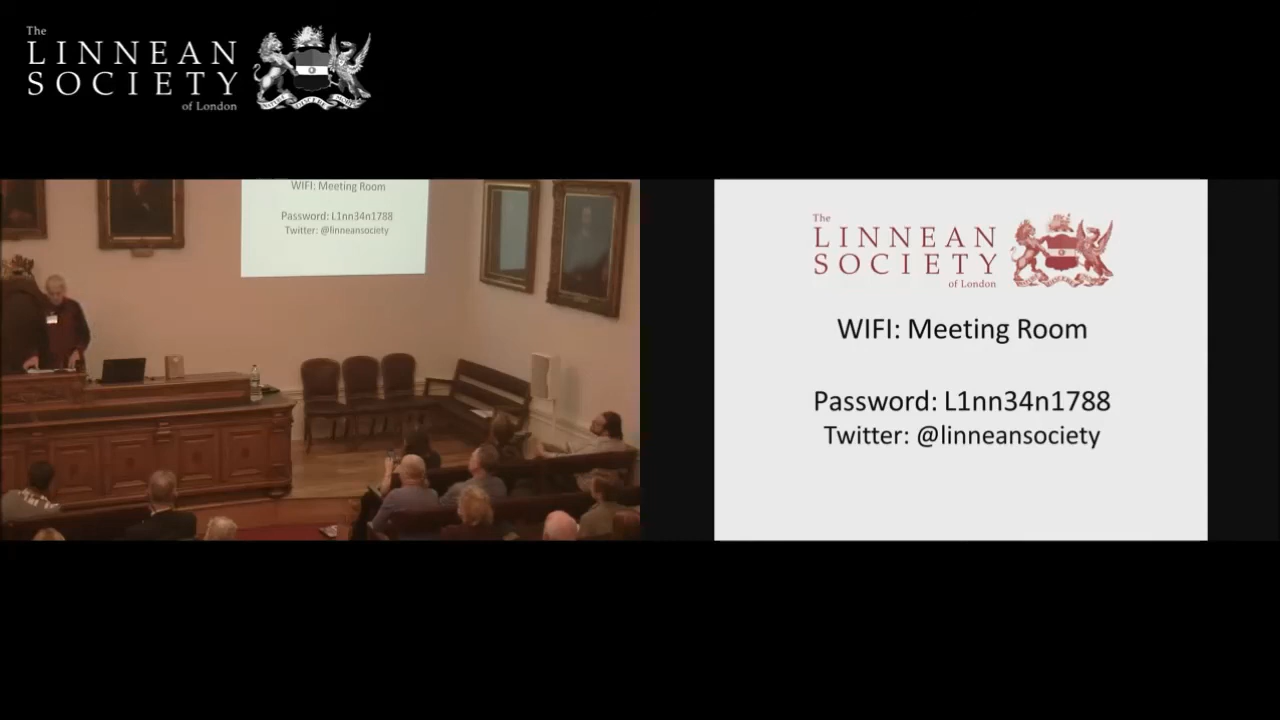 The
LINNEAN
SOCIETY
of London
WIFI: Meeting Room
Password: L1nn34n1788
Twitter: @linneansociety
The
LINNEAN
SOCIETY
of London
WIFI: Meeting Room
Password: L1nn34n1788
Twitter: @linneansociety